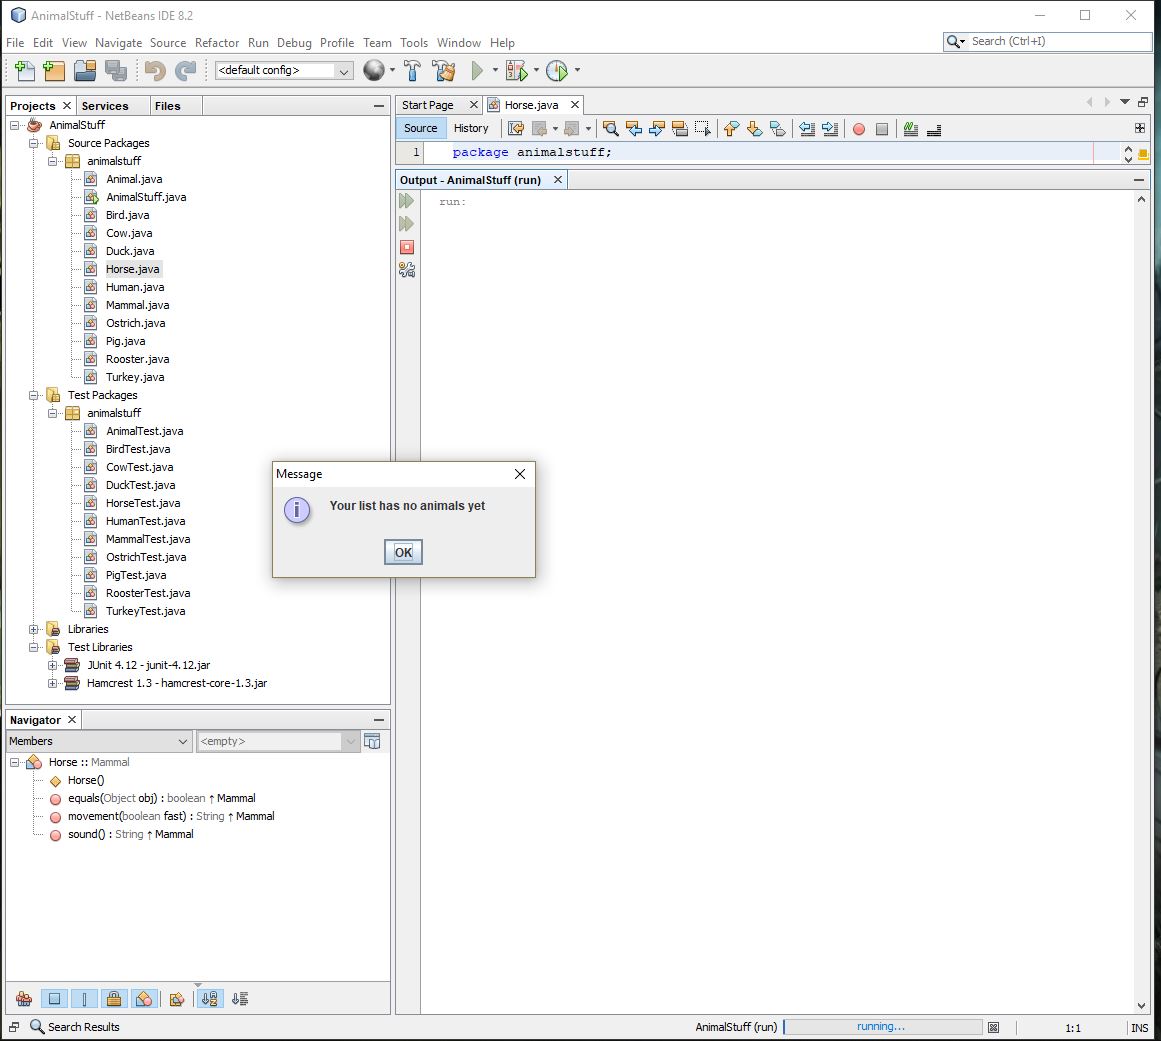 AnimalStuff - NetBeans IDE 8.2
File Edit View Navigate Source Refactor Run Debug Profile Team Tools Window Help
Search (Ctrl+I)
<default config>
Projects Services Files
AnimalStuff
Source Packages
animalstuff
Animal.java
AnimalStuff.java
Bird.java
Cow.java
Duck.java
Horse.java
Human.java
Mammal.java
Ostrich.java
Pig.java
Rooster.java
Turkey.java
Test Packages
animalstuff
AnimalTest.java
BirdTest.java
CowTest.java
DuckTest.java
HorseTest.java
HumanTest.java
MammalTest.java
OstrichTest.java
PigTest.java
RoosterTest.java
TurkeyTest.java
Libraries
Test Libraries
JUnit 4.12 - junit-4.12.jar
Hamcrest 1.3 - hamcrest-core-1.3.jar
Start Page Horse.java
Source History
1 package animalstuff;
Output - AnimalStuff (run)
run:
Message
Your list has no animals yet
OK
Navigator
Members <empty>
Horse :: Mammal
Horse()
equals(Object obj) : boolean ↑ Mammal
movement(boolean fast) : String ↑ Mammal
sound() : String ↑ Mammal
Search Results
AnimalStuff (run) running... 1:1 INS